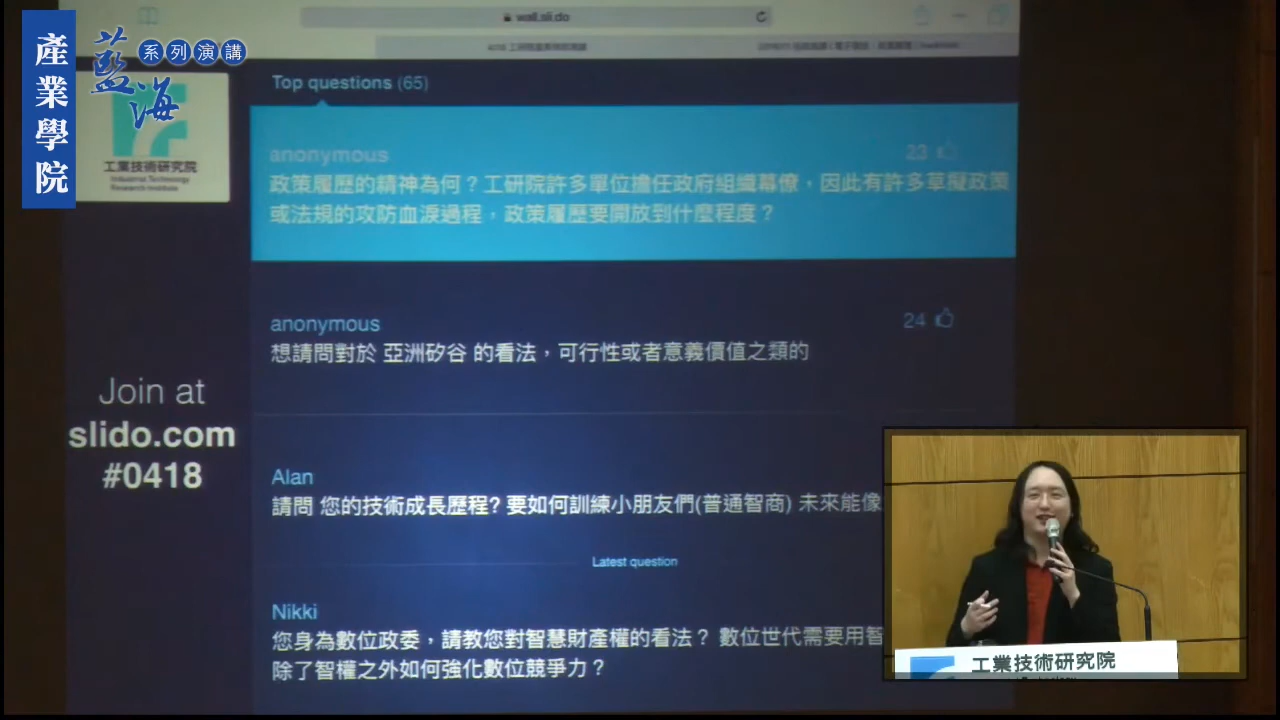 產業學院
藍海
系列演講
wall.sli.do
工業技術研究院
Industrial Technology
Research Institute
Top questions (65)
anonymous
23
政策履歷的精神為何？工研院許多單位擔任政府組織幕僚，因此有許多草擬政策
或法規的攻防血淚過程，政策履歷要開放到什麼程度？
anonymous
24
想請問對於 亞洲矽谷 的看法，可行性或者意義價值之類的
Join at
slido.com
#0418
Alan
請問 您的技術成長歷程? 要如何訓練小朋友們(普通智商) 未來能像
Latest question
Nikki
您身為數位政委，請教您對智慧財產權的看法？ 數位世代需要用智
除了智權之外如何強化數位競爭力？
工業技術研究院